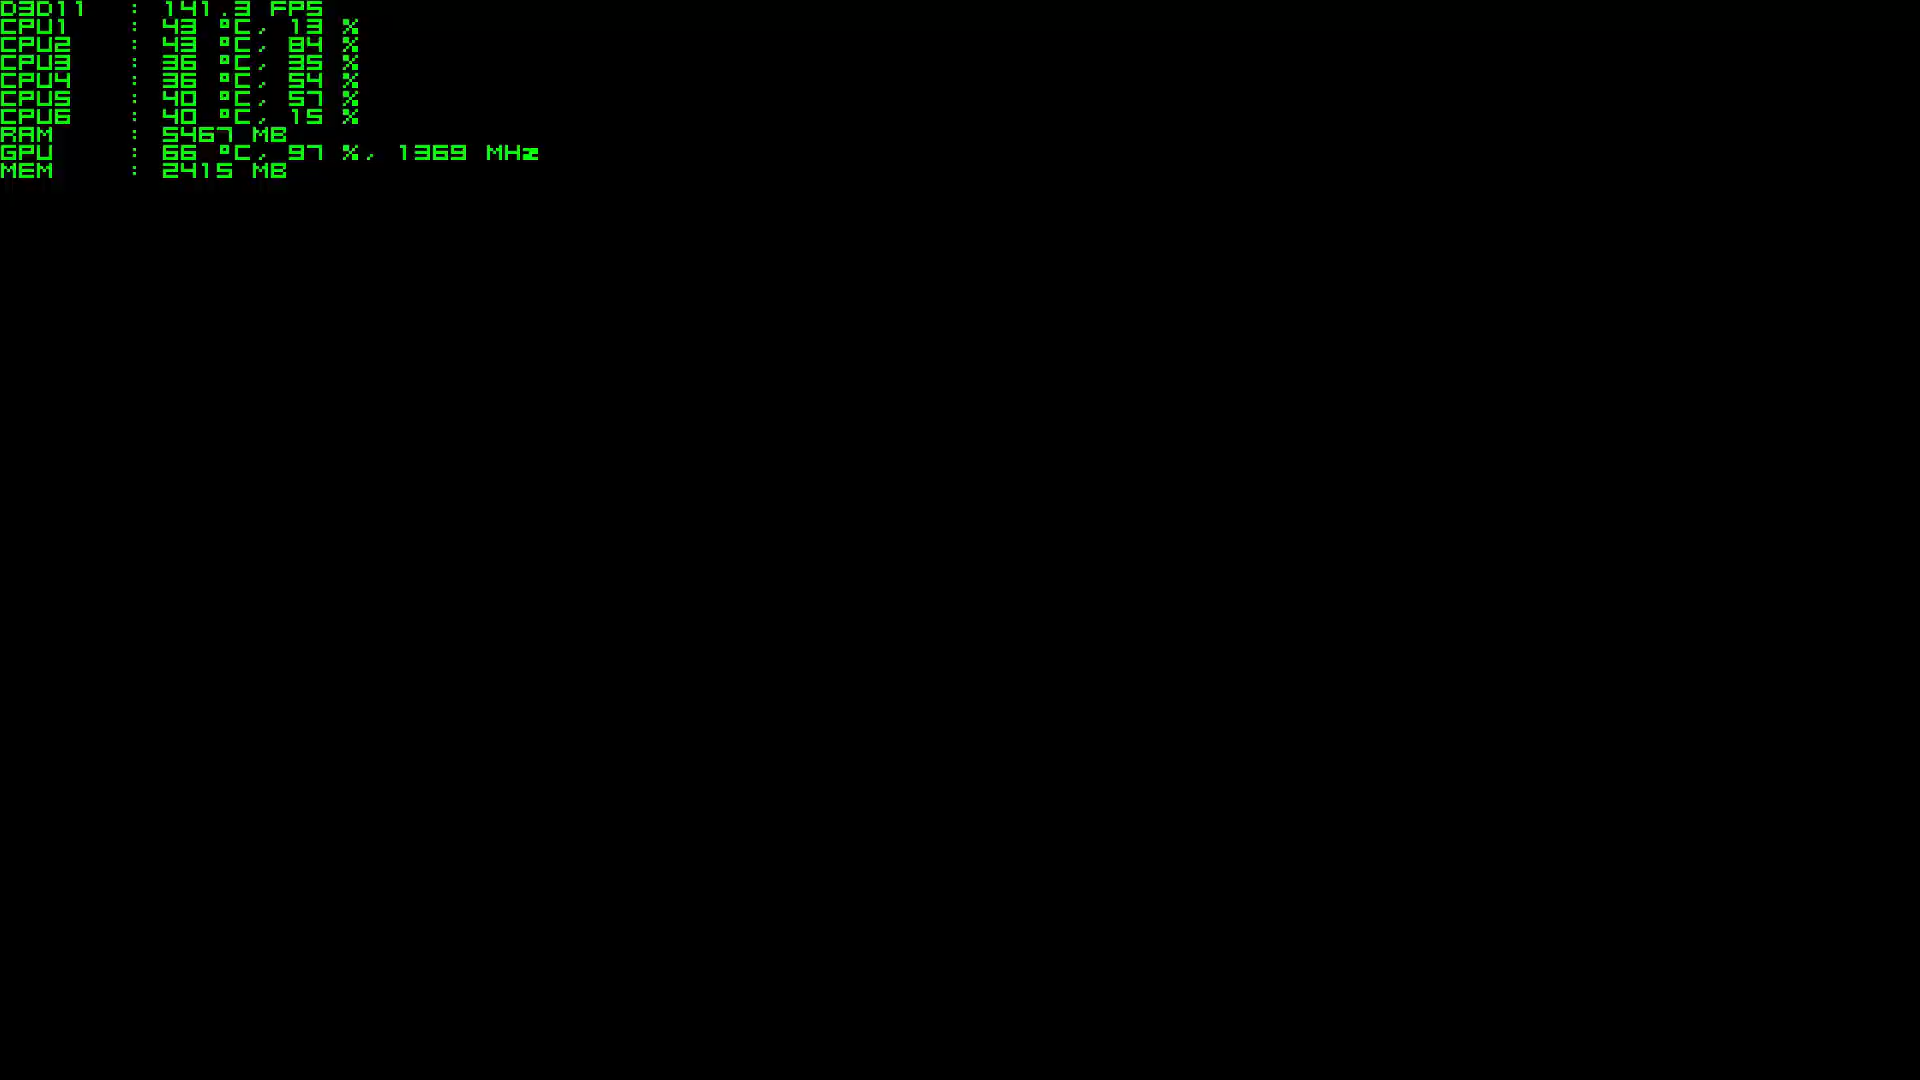 D3D11 : 141.3 FPS
CPU1 : 43 °C, 13 %
CPU2 : 43 °C, 84 %
CPU3 : 36 °C, 35 %
CPU4 : 36 °C, 54 %
CPU5 : 40 °C, 57 %
CPU6 : 40 °C, 15 %
RAM : 5467 MB
GPU : 66 °C, 97 %, 1369 MHz
MEM : 2415 MB